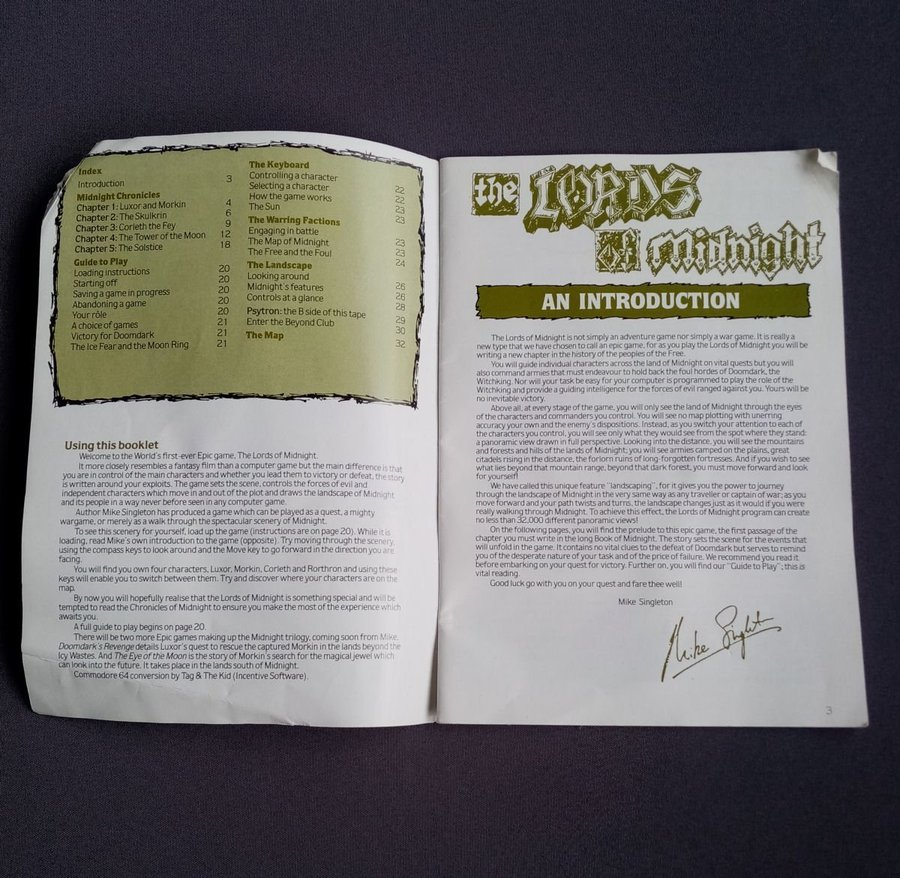 Index
Introduction 3
Midnight Chronicles
Chapter 1: Luxor and Morkin 4
Chapter 2: The Skulkrin 6
Chapter 3: Corleth the Fey 9
Chapter 4: The Tower of the Moon 12
Chapter 5: The Solstice 18
Guide to Play
Loading instructions 20
Starting off 20
Saving a game in progress 20
Abandoning a game 20
Your rôle 20
A choice of games 21
Victory for Doomdark 21
The Ice Fear and the Moon Ring 21
The Keyboard
Controlling a character 22
Selecting a character 22
How the game works 23
The Sun 23
The Warring Factions
Engaging in battle 23
The Map of Midnight 23
The Free and the Foul 24
The Landscape
Looking around 26
Midnight's features 26
Controls at a glance 28
Psytron: the B side of this tape 29
Enter the Beyond Club 30
The Map 32
Using this booklet
Welcome to the World's first-ever Epic game, The Lords of Midnight.
It more closely resembles a fantasy film than a computer game but the main difference is that
you are in control of the main characters and whether you lead them to victory or defeat, the story
is written around your exploits. The game sets the scene, controls the forces of evil and
independent characters which move in and out of the plot and draws the landscape of Midnight
and its people in a way never before seen in any computer game.
Author Mike Singleton has produced a game which can be played as a quest, a mighty
wargame, or merely as a walk through the spectacular scenery of Midnight.
To see this scenery for yourself, load up the game (instructions are on page 20). While it is
loading, read Mike's own introduction to the game (opposite). Try moving through the scenery,
using the compass keys to look around and the Move key to go forward in the direction you are
facing.
You will find you own four characters, Luxor, Morkin, Corleth and Rorthron and using these
keys will enable you to switch between them. Try and discover where your characters are on the
map.
By now you will hopefully realise that the Lords of Midnight is something special and will be
tempted to read the Chronicles of Midnight to ensure you make the most of the experience which
awaits you.
A full guide to play begins on page 20.
There will be two more Epic games making up the Midnight trilogy, coming soon from Mike.
Doomdark's Revenge details Luxor's quest to rescue the captured Morkin in the lands beyond the
Icy Wastes. And The Eye of the Moon is the story of Morkin's search for the magical jewel which
can look into the future. It takes place in the lands south of Midnight.
Commodore 64 conversion by Tag & The Kid (Incentive Software).
the LORDS
of midnight
AN INTRODUCTION
The Lords of Midnight is not simply an adventure game nor simply a war game. It is really a
new type that we have chosen to call an epic game, for as you play the Lords of Midnight you will be
writing a new chapter in the history of the peoples of the Free.
You will guide individual characters across the land of Midnight on vital quests but you will
also command armies that must endeavour to hold back the foul hordes of Doomdark, the
Witchking. Nor will your task be easy for your computer is programmed to play the role of the
Witchking and provide a guiding intelligence for the forces of evil ranged against you. Yours will be
no inevitable victory.
Above all, at every stage of the game, you will only see the land of Midnight through the eyes
of the characters and commanders you control. You will see no map plotting with unerring
accuracy your own and the enemy's dispositions. Instead, as you switch your attention to each of
the characters you control, you will see only what they would see from the spot where they stand:
a panoramic view drawn in full perspective. Looking into the distance, you will see the mountains
and forests and hills of the lands of Midnight; you will see armies camped on the plains, great
citadels rising in the distance, the forlorn ruins of long-forgotten fortresses. And if you wish to see
what lies beyond that mountain range, beyond that dark forest, you must move forward and look
for yourself!
We have called this unique feature "landscaping", for it gives you the power to journey
through the landscape of Midnight in the very same way as any traveller or captain of war; as you
move forward and your path twists and turns, the landscape changes just as it would if you were
really walking through Midnight. To achieve this effect, the Lords of Midnight program can create
no less than 32,000 different panoramic views!
On the following pages, you will find the prelude to this epic game, the first passage of the
chapter you must write in the long Book of Midnight. The story sets the scene for the events that
will unfold in the game. It contains no vital clues to the defeat of Doomdark but serves to remind
you of the desperate nature of your task and the price of failure. We recommend you read it
before embarking on your quest for victory. Further on, you will find our "Guide to Play"; this is
vital reading.
Good luck go with you on your quest and fare thee well!
Mike Singleton
Mike Singleton
3